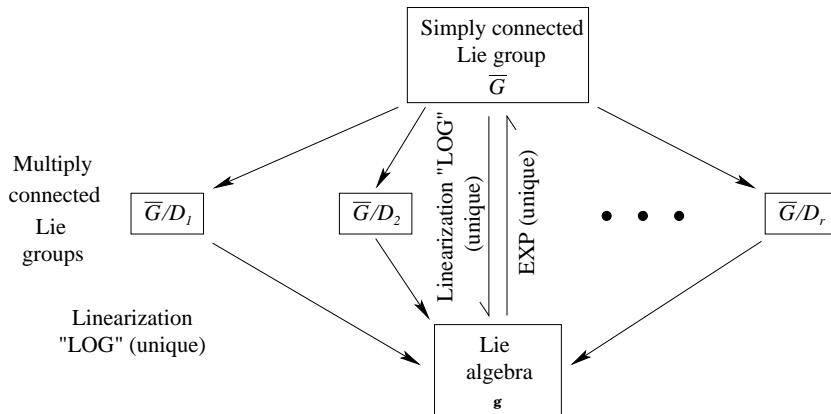 Simply connected
Lie group
G̅
Linearization "LOG"
(unique)
EXP (unique)
Multiply
connected
Lie
groups
G̅/D₁
G̅/D₂
G̅/Dᵣ
Linearization
"LOG" (unique)
Lie
algebra
g